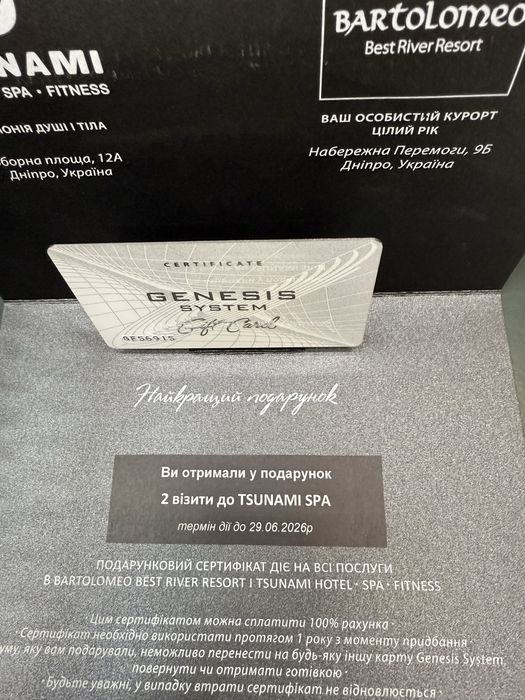 NAMI
SPA · FITNESS
ОНІЯ ДУШІ І ТІЛА
борна площа, 12А
Дніпро, Україна
BARTOLOMEO
Best River Resort
ВАШ ОСОБИСТИЙ КУРОРТ
ЦІЛИЙ РІК
Набережна Перемоги, 9Б
Дніпро, Україна
CERTIFICATE
GENESIS
SYSTEM
Gift Card
GES6915
Найкращий подарунок
Ви отримали у подарунок
2 візити до TSUNAMI SPA
термін дії до 29.06.2026р
ПОДАРУНКОВИЙ СЕРТИФІКАТ ДІЄ НА ВСІ ПОСЛУГИ
В BARTOLOMEO BEST RIVER RESORT І TSUNAMI HOTEL · SPA · FITNESS
· Цим сертифікатом можна сплатити 100% рахунка ·
· Сертифікат необхідно використати протягом 1 року з моменту придбання ·
уму, яку вам подарували, неможливо перенести на будь-яку іншу карту Genesis System,
повернути чи отримати готівкою ·
· Будьте уважні, у випадку втрати сертифікат не відновлюється ·